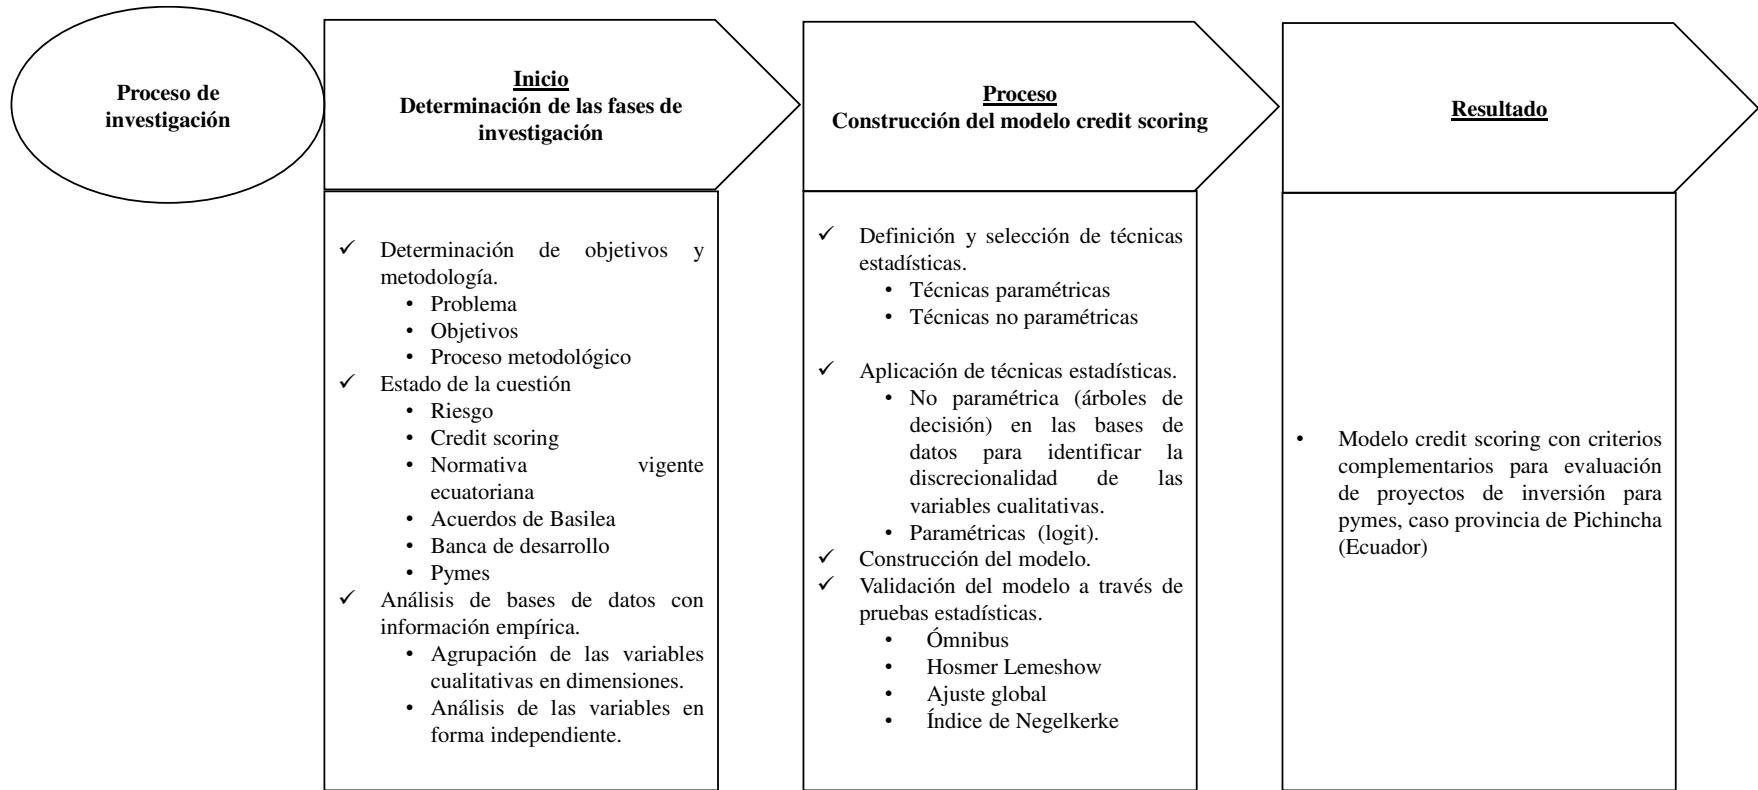 Proceso de
investigación
Inicio
Determinación de las fases de
investigación
✓ Determinación de objetivos y
metodología.
• Problema
• Objetivos
• Proceso metodológico
✓ Estado de la cuestión
• Riesgo
• Credit scoring
• Normativa vigente
ecuatoriana
• Acuerdos de Basilea
• Banca de desarrollo
• Pymes
✓ Análisis de bases de datos con
información empírica.
• Agrupación de las variables
cualitativas en dimensiones.
• Análisis de las variables en
forma independiente.
Proceso
Construcción del modelo credit scoring
✓ Definición y selección de técnicas
estadísticas.
• Técnicas paramétricas
• Técnicas no paramétricas
✓ Aplicación de técnicas estadísticas.
• No paramétrica (árboles de
decisión) en las bases de
datos para identificar la
discrecionalidad de las
variables cualitativas.
• Paramétricas (logit).
✓ Construcción del modelo.
✓ Validación del modelo a través de
pruebas estadísticas.
• Ómnibus
• Hosmer Lemeshow
• Ajuste global
• Índice de Negelkerke
Resultado
• Modelo credit scoring con criterios
complementarios para evaluación
de proyectos de inversión para
pymes, caso provincia de Pichincha
(Ecuador)